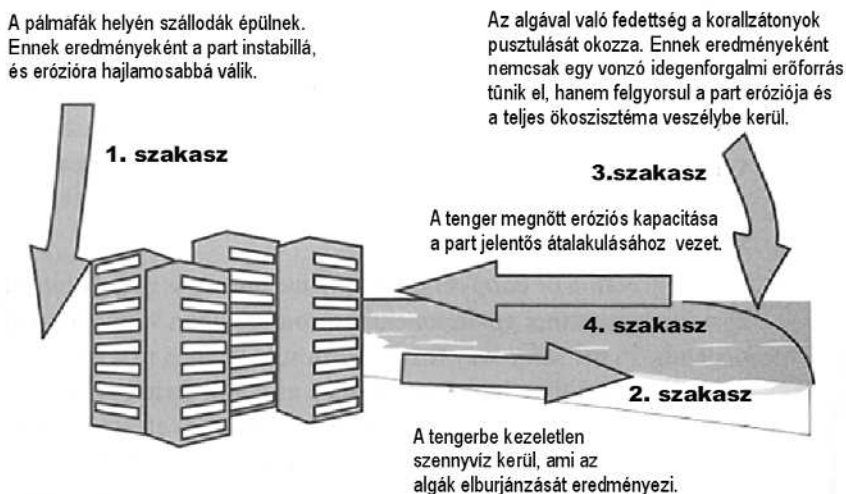 A pálmafák helyén szállodák épülnek.
Ennek eredményeként a part instabillá,
és erózióra hajlamosabbá válik.
1. szakasz
Az algával való fedettség a korallzátonyok
pusztulását okozza. Ennek eredményeként
nemcsak egy vonzó idegenforgalmi erőforrás
tűnik el, hanem felgyorsul a part eróziója és
a teljes ökoszisztéma veszélybe kerül.
3.szakasz
A tenger megnőtt eróziós kapacitása
a part jelentős átalakulásához vezet.
4. szakasz
2. szakasz
A tengerbe kezeletlen
szennyvíz kerül, ami az
algák elburjánzását eredményezi.